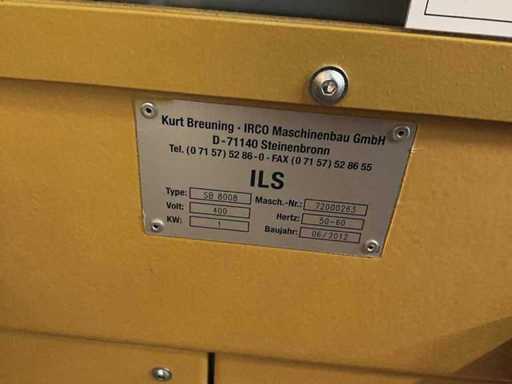 Kurt Breuning - IRCO Maschinenbau GmbH
D-71140 Steinenbronn
Tel. (0 71 57) 52 86-0 - FAX (0 71 57) 52 86 55
ILS
Type: SB 8008 Masch.-Nr.: 72000263
Volt: 400 Hertz: 50-60
KW: 1 Baujahr: 06/2012